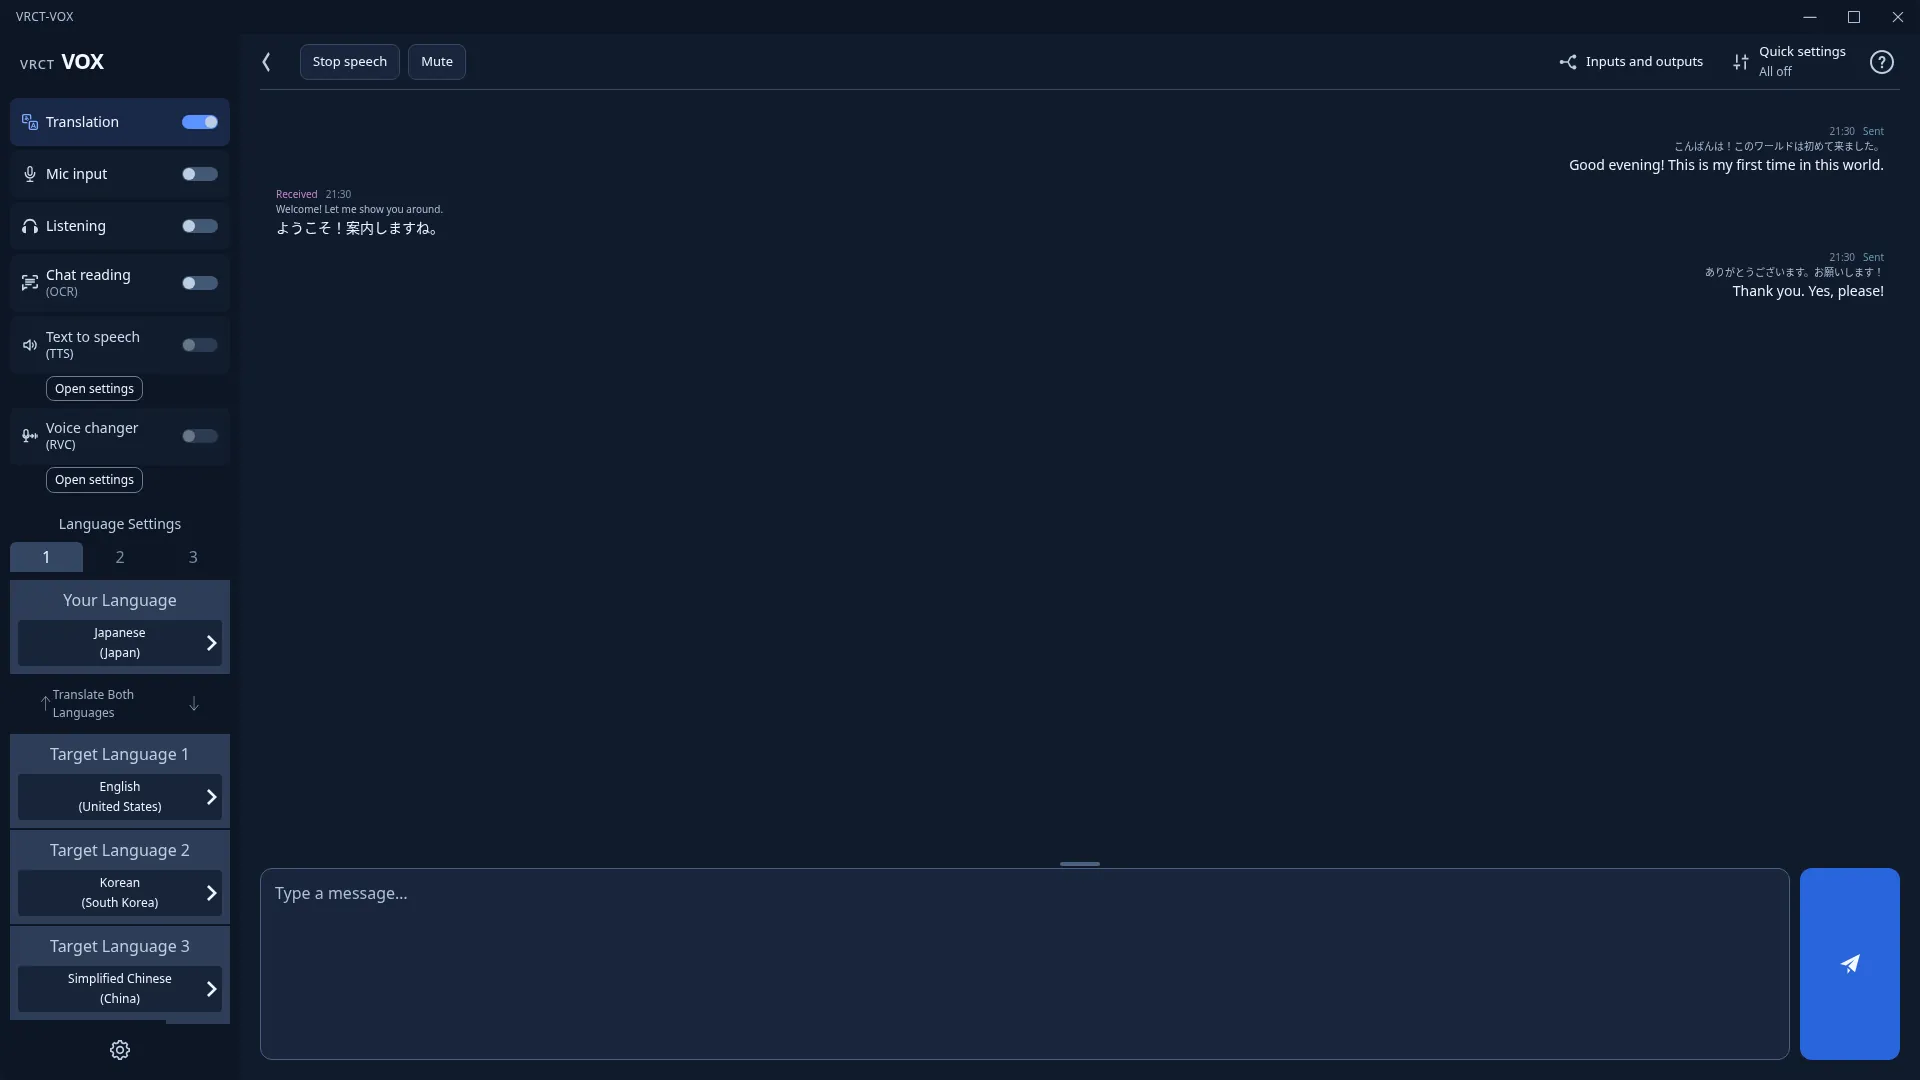 VRCT-VOX
VRCT VOX
Translation
Mic input
Listening
Chat reading
(OCR)
Text to speech
(TTS)
Open settings
Voice changer
(RVC)
Open settings
Language Settings
1 2 3
Your Language
Japanese
(Japan)
Translate Both
Languages
Target Language 1
English
(United States)
Target Language 2
Korean
(South Korea)
Target Language 3
Simplified Chinese
(China)
Stop speech
Mute
Inputs and outputs
Quick settings
All off
?
21:30 Sent
こんばんは！このワールドは初めて来ました。
Good evening! This is my first time in this world.
Received 21:30
Welcome! Let me show you around.
ようこそ！案内しますね。
21:30 Sent
ありがとうございます。お願いします！
Thank you. Yes, please!
Type a message...